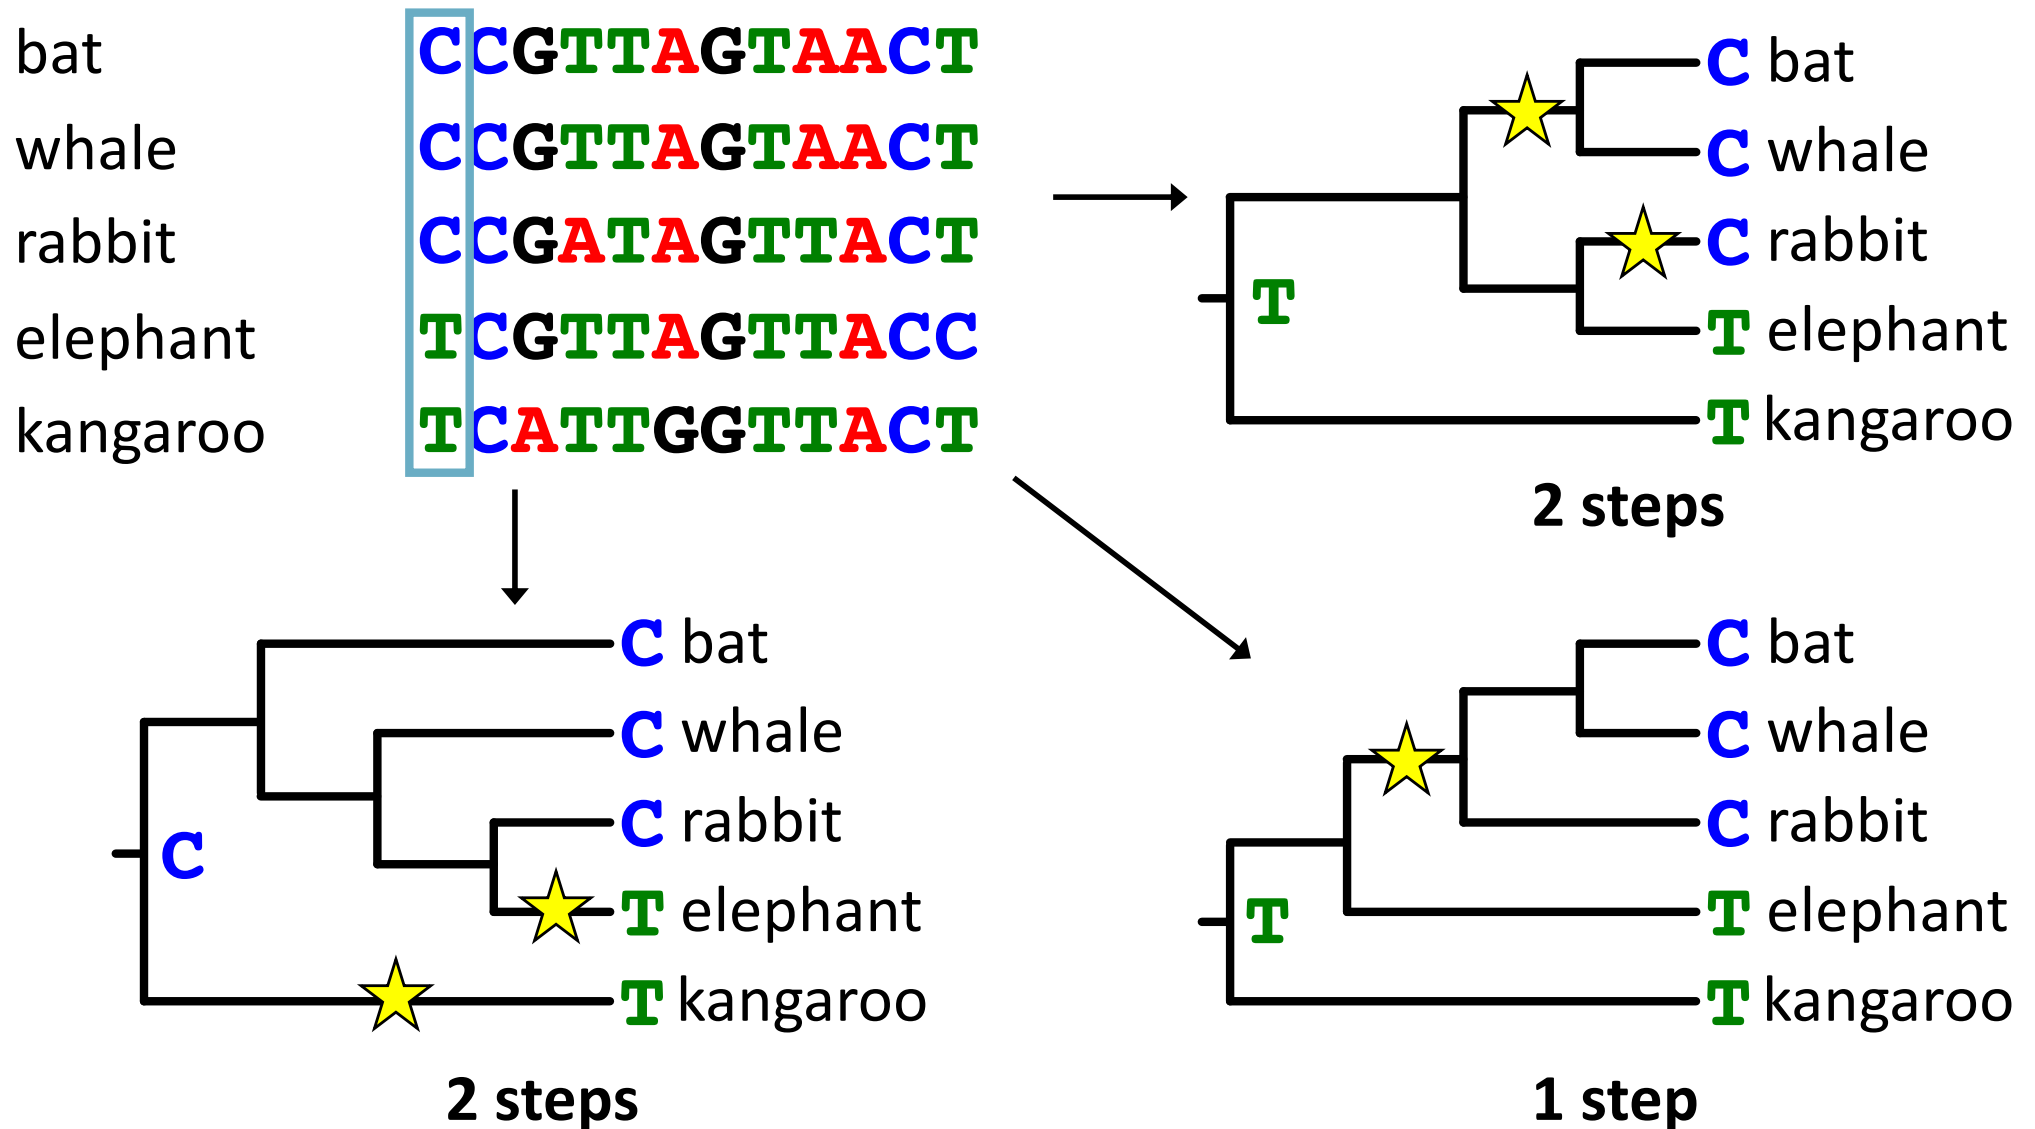 bat CCGTTAGTAACT
whale CCGTTAGTAACT
rabbit CCGATAGTTACT
elephant TCGTTAGTTACC
kangaroo TCATTGGTTACT
C bat
C whale
C rabbit
T
T elephant
T kangaroo
2 steps
C bat
C whale
C rabbit
C
T elephant
T kangaroo
2 steps
C bat
C whale
C rabbit
T elephant
T
T kangaroo
1 step